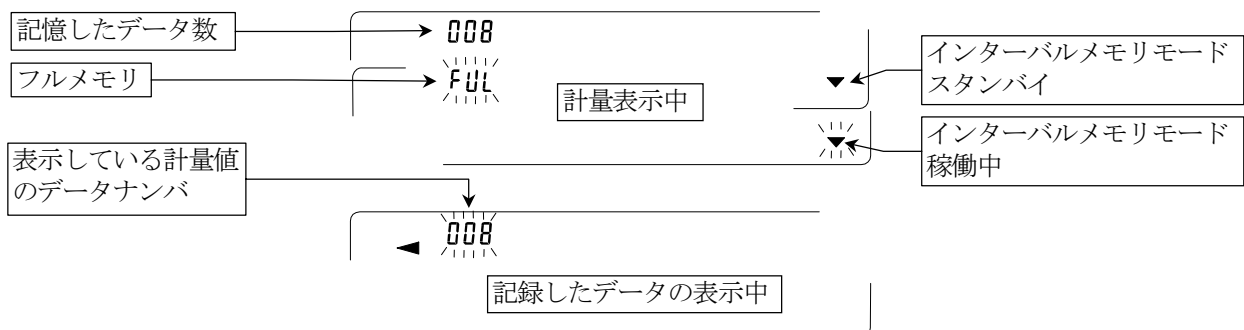 記憶したデータ数
008
フルメモリ
FUL
計量表示中
インターバルメモリモード
スタンバイ
インターバルメモリモード
稼働中
表示している計量値
のデータナンバ
008
記録したデータの表示中